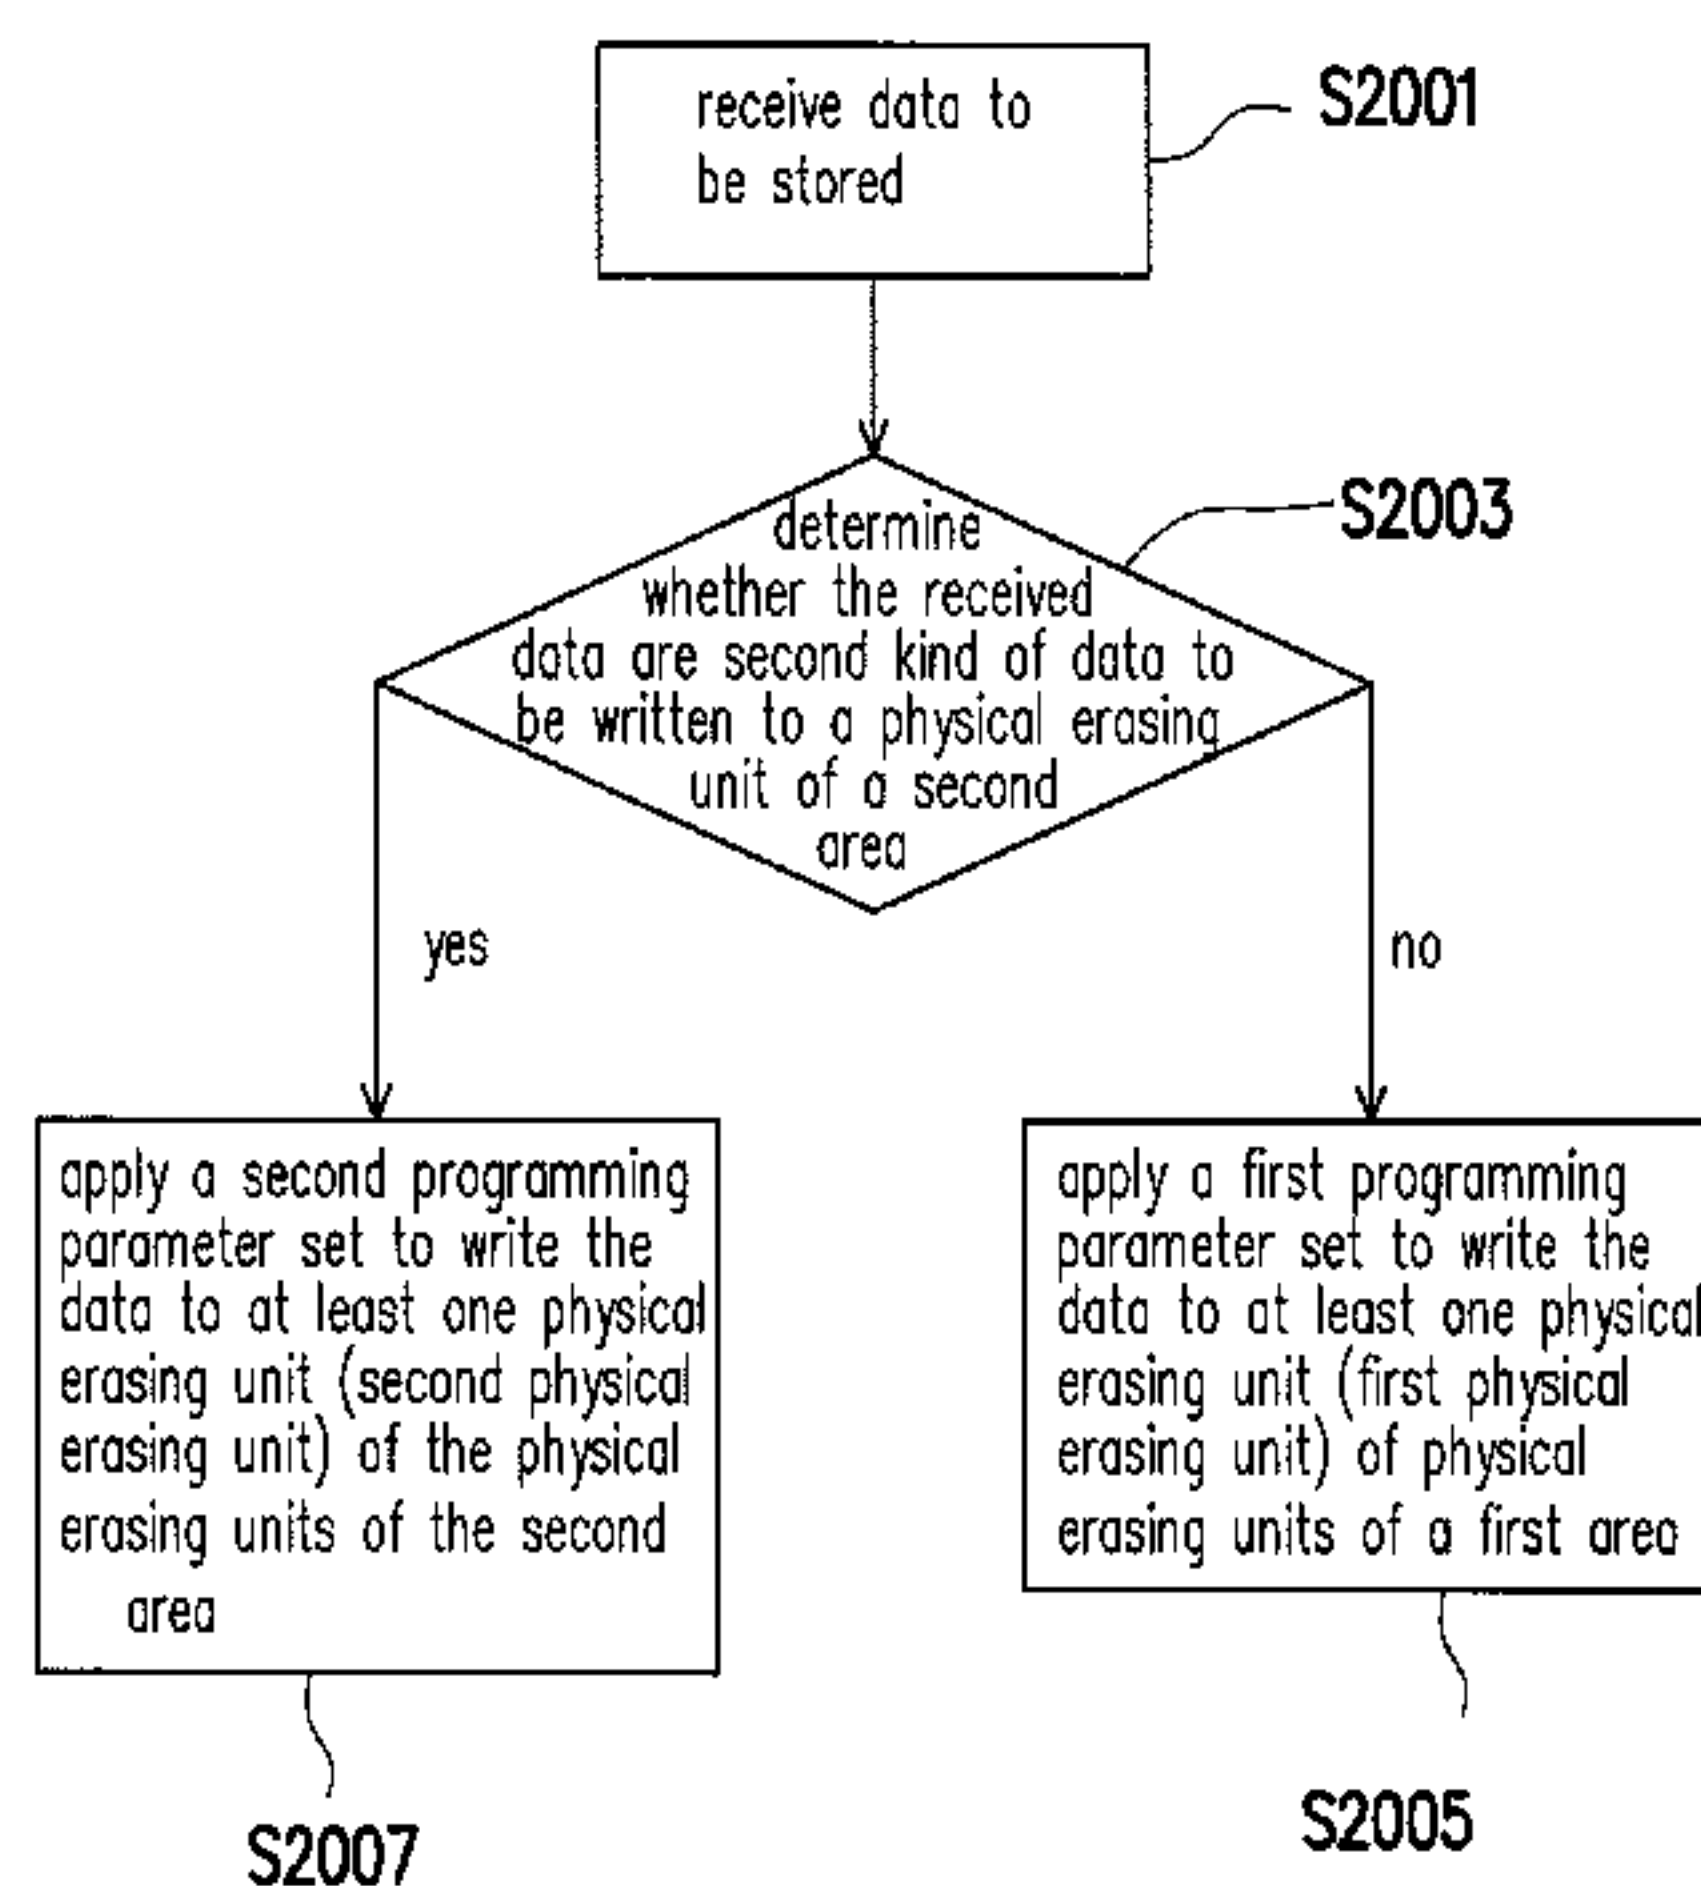 receive data to
be stored
S2001
determine
whether the received
data are second kind of data to
be written to a physical erasing
unit of a second
area
S2003
yes
no
apply a second programming
parameter set to write the
data to at least one physical
erasing unit (second physical
erasing unit) of the physical
erasing units of the second
area
S2007
apply a first programming
parameter set to write the
data to at least one physical
erasing unit (first physical
erasing unit) of physical
erasing units of a first area
S2005